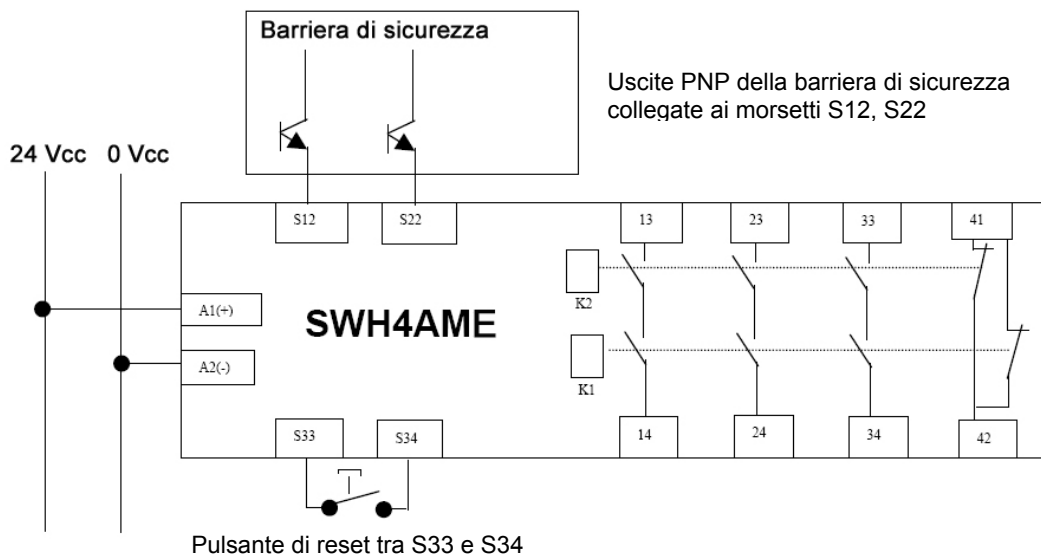 Barriera di sicurezza
Uscite PNP della barriera di sicurezza
collegate ai morsetti S12, S22
24 Vcc 0 Vcc
S12 S22 13 23 33 41
K2
A1(+)
SWH4AME
A2(-)
K1
S33 S34 14 24 34 42
Pulsante di reset tra S33 e S34